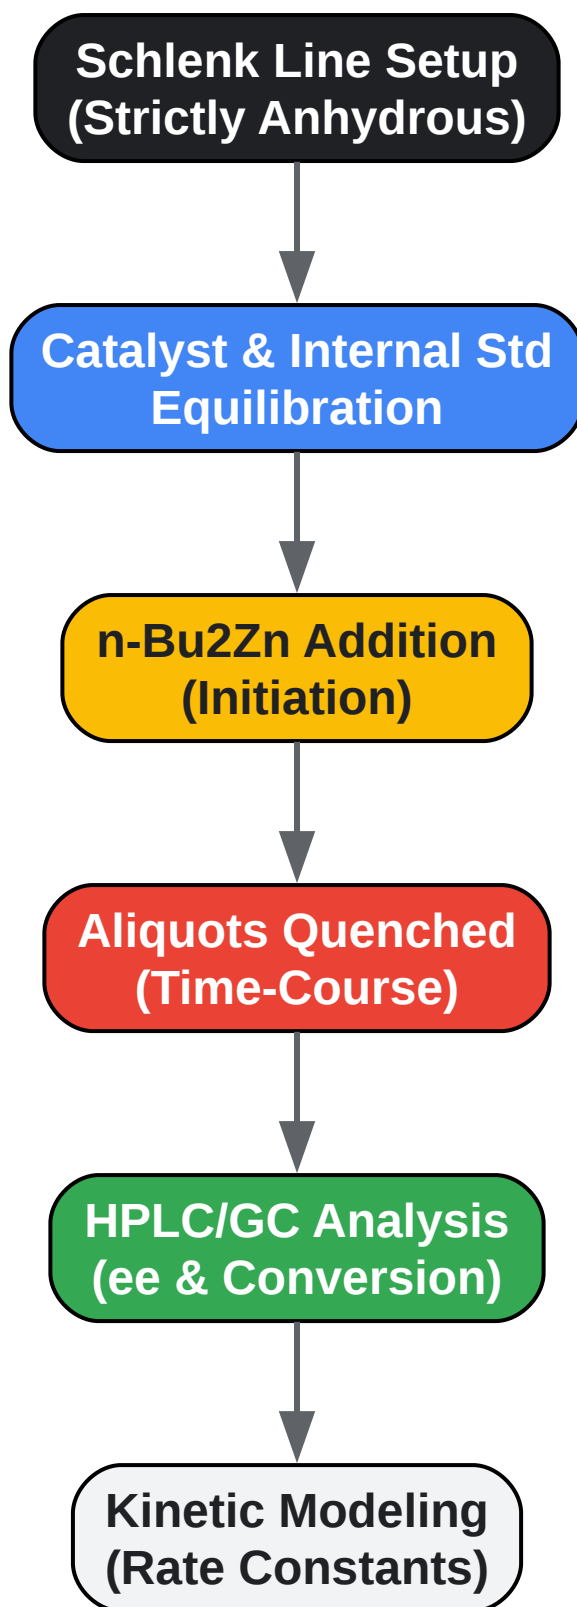 Schlenk Line Setup
(Strictly Anhydrous)
Catalyst & Internal Std
Equilibration
n-Bu2Zn Addition
(Initiation)
Aliquots Quenched
(Time-Course)
HPLC/GC Analysis
(ee & Conversion)
Kinetic Modeling
(Rate Constants)